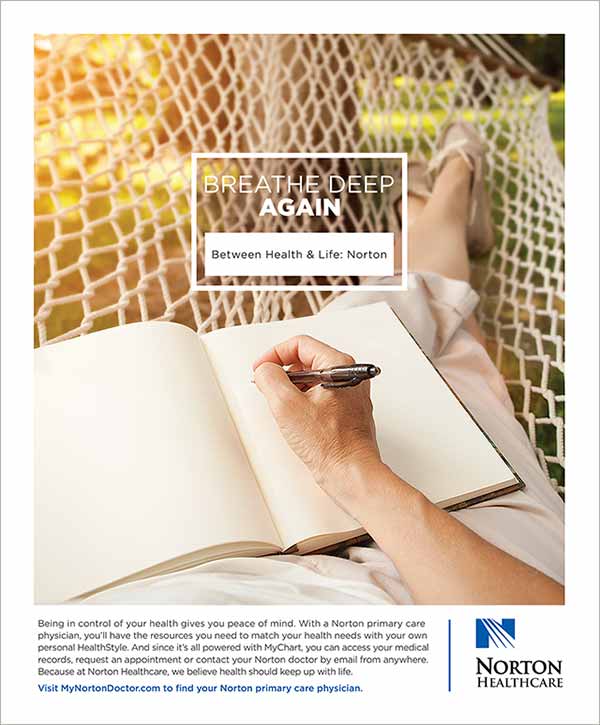 BREATHE DEEP
AGAIN
Between Health & Life: Norton
Being in control of your health gives you peace of mind. With a Norton primary care
physician, you'll have the resources you need to match your health needs with your own
personal HealthStyle. And since it's all powered with MyChart, you can access your medical
records, request an appointment or contact your Norton doctor by email from anywhere.
Because at Norton Healthcare, we believe health should keep up with life.
Visit MyNortonDoctor.com to find your Norton primary care physician.
NORTON
HEALTHCARE